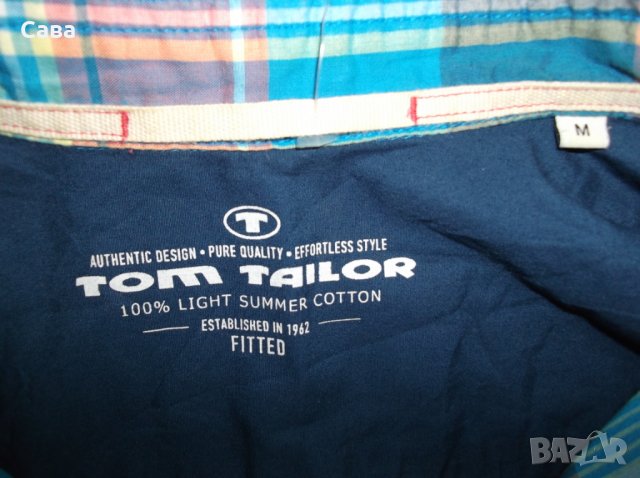 Сава
M
T
AUTHENTIC DESIGN • PURE QUALITY • EFFORTLESS STYLE
TOM TAILOR
100% LIGHT SUMMER COTTON
ESTABLISHED IN 1962
FITTED
BAZAR